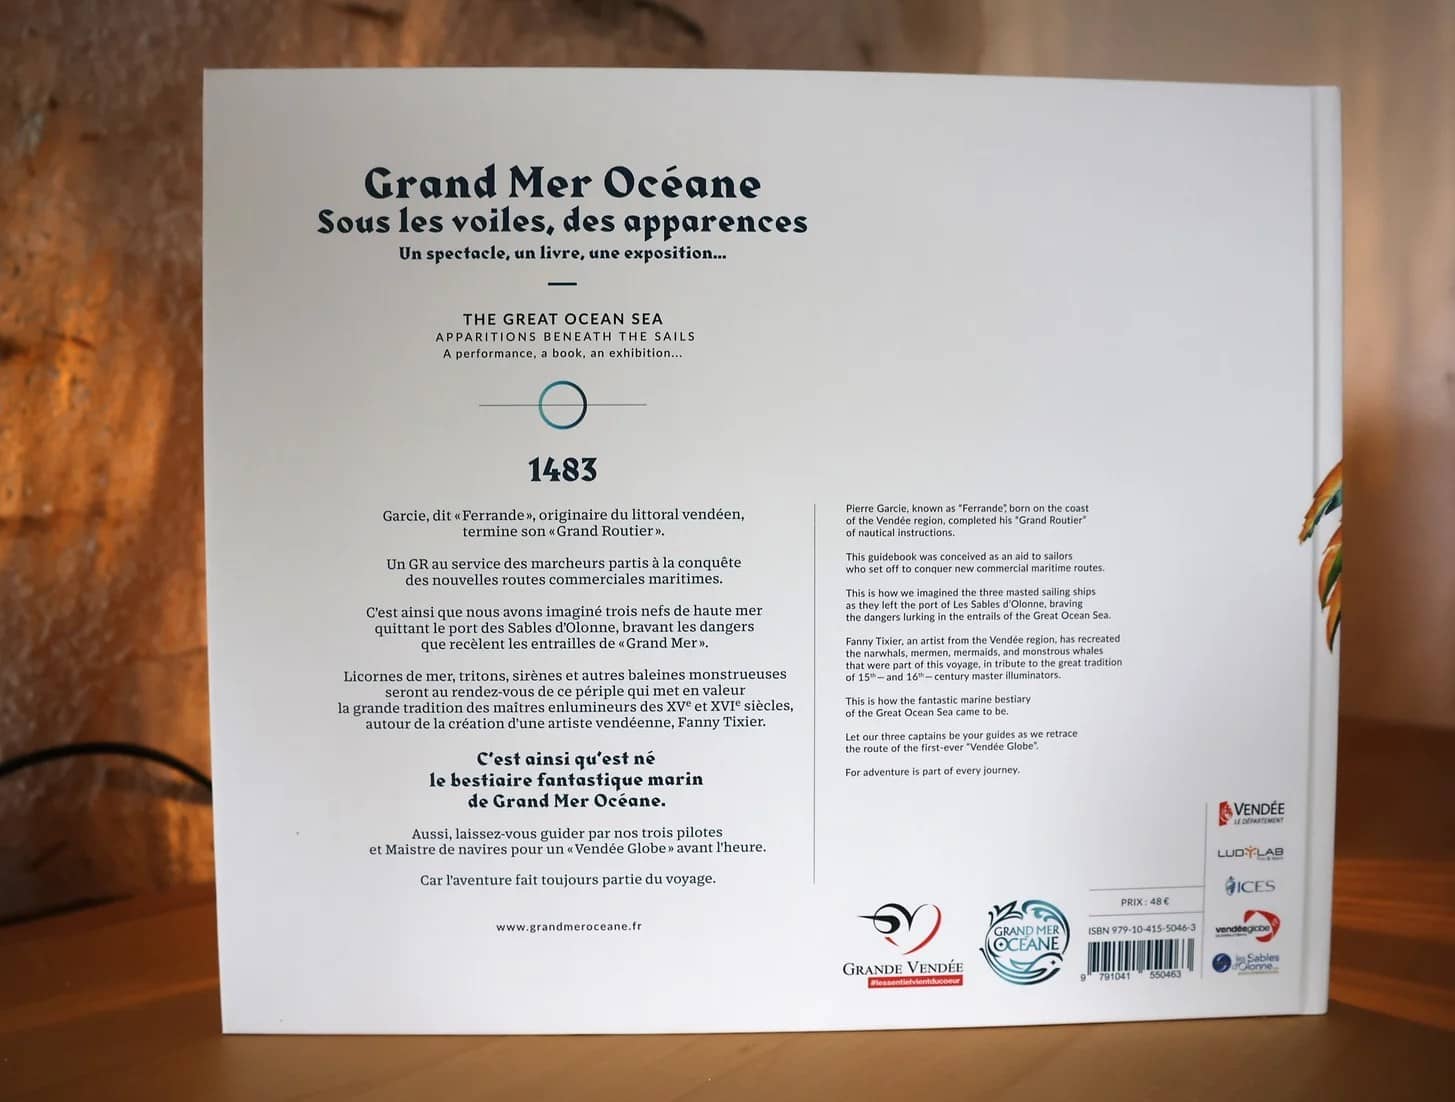 Grand Mer Océane
Sous les voiles, des apparences
Un spectacle, un livre, une exposition...
THE GREAT OCEAN SEA
APPARITIONS BENEATH THE SAILS
A performance, a book, an exhibition...
1483
Garcie, dit « Ferrande », originaire du littoral vendéen,
termine son « Grand Routier ».
Un GR au service des marcheurs partis à la conquête
des nouvelles routes commerciales maritimes.
C'est ainsi que nous avons imaginé trois nefs de haute mer
quittant le port des Sables d'Olonne, bravant les dangers
que recèlent les entrailles de « Grand Mer ».
Licornes de mer, tritons, sirènes et autres baleines monstrueuses
seront au rendez-vous de ce périple qui met en valeur
la grande tradition des maîtres enlumineurs des XVe et XVIe siècles,
autour de la création d'une artiste vendéenne, Fanny Tixier.
C'est ainsi qu'est né
le bestiaire fantastique marin
de Grand Mer Océane.
Aussi, laissez-vous guider par nos trois pilotes
et Maistre de navires pour un « Vendée Globe » avant l'heure.
Car l'aventure fait toujours partie du voyage.
www.grandmeroceane.fr
Pierre Garcie, known as "Ferrande", born on the coast
of the Vendée region, completed his "Grand Routier"
of nautical instructions.
This guidebook was conceived as an aid to sailors
who set off to conquer new commercial maritime routes.
This is how we imagined the three masted sailing ships
as they left the port of Les Sables d'Olonne, braving
the dangers lurking in the entrails of the Great Ocean Sea.
Fanny Tixier, an artist from the Vendée region, has recreated
the narwhals, mermen, mermaids, and monstrous whales
that were part of this voyage, in tribute to the great tradition
of 15th – and 16th – century master illuminators.
This is how the fantastic marine bestiary
of the Great Ocean Sea came to be.
Let our three captains be your guides as we retrace
the route of the first-ever "Vendée Globe".
For adventure is part of every journey.
GRANDE VENDÉE
#lessentielvientducoeur
GRAND MER
OCÉANE
PRIX : 48 €
ISBN 979-10-415-5046-3
9 791041 550463
VENDÉE
LE DÉPARTEMENT
LUDYLAB
ICES
vendéeglobe
les Sables
d'Olonne